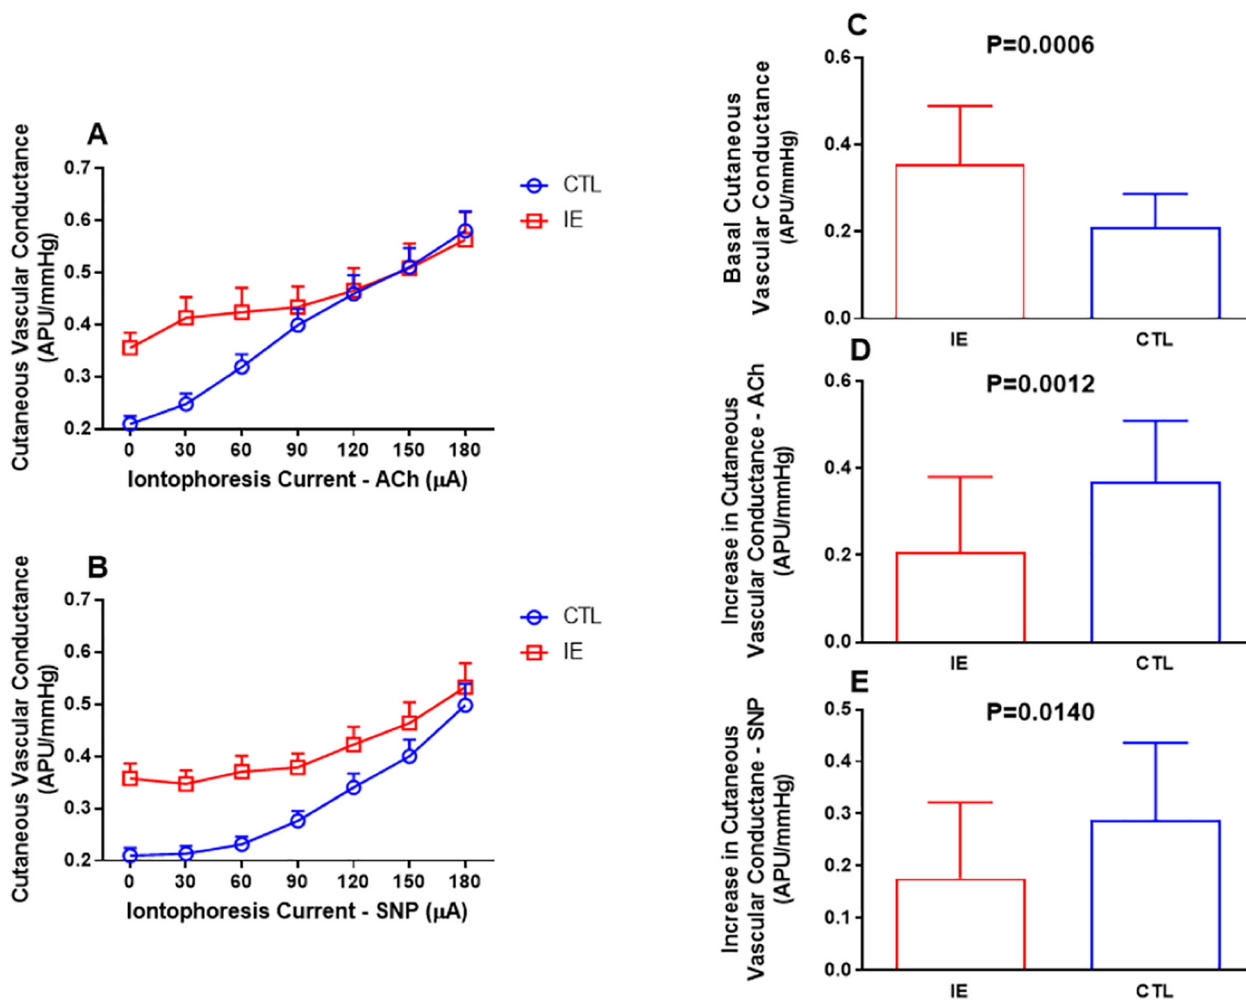 A
Cutaneous Vascular Conductance
(APU/mmHg)
0.7
0.6
0.5
0.4
0.3
0.2
0 30 60 90 120 150 180
Iontophoresis Current - ACh (μA)
CTL
IE
B
Cutaneous Vascular Conductance
(APU/mmHg)
0.7
0.6
0.5
0.4
0.3
0.2
0 30 60 90 120 150 180
Iontophoresis Current - SNP (μA)
CTL
IE
C
P=0.0006
Basal Cutaneous
Vascular Conductance
(APU/mmHg)
0.6
0.4
0.2
0.0
IE CTL
D
P=0.0012
Increase in Cutaneous
Vascular Conductance - ACh
(APU/mmHg)
0.6
0.4
0.2
0.0
IE CTL
E
P=0.0140
Increase in Cutaneous
Vascular Conductane - SNP
(APU/mmHg)
0.5
0.4
0.3
0.2
0.1
0.0
IE CTL